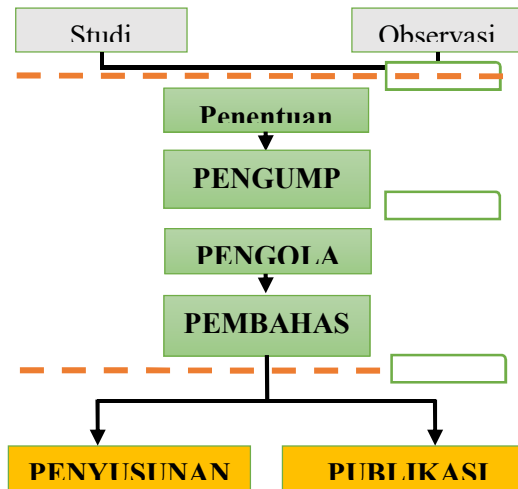 Studi
Observasi
Penentuan
PENGUMP
PENGOLA
PEMBAHAS
PENYUSUNAN
PUBLIKASI